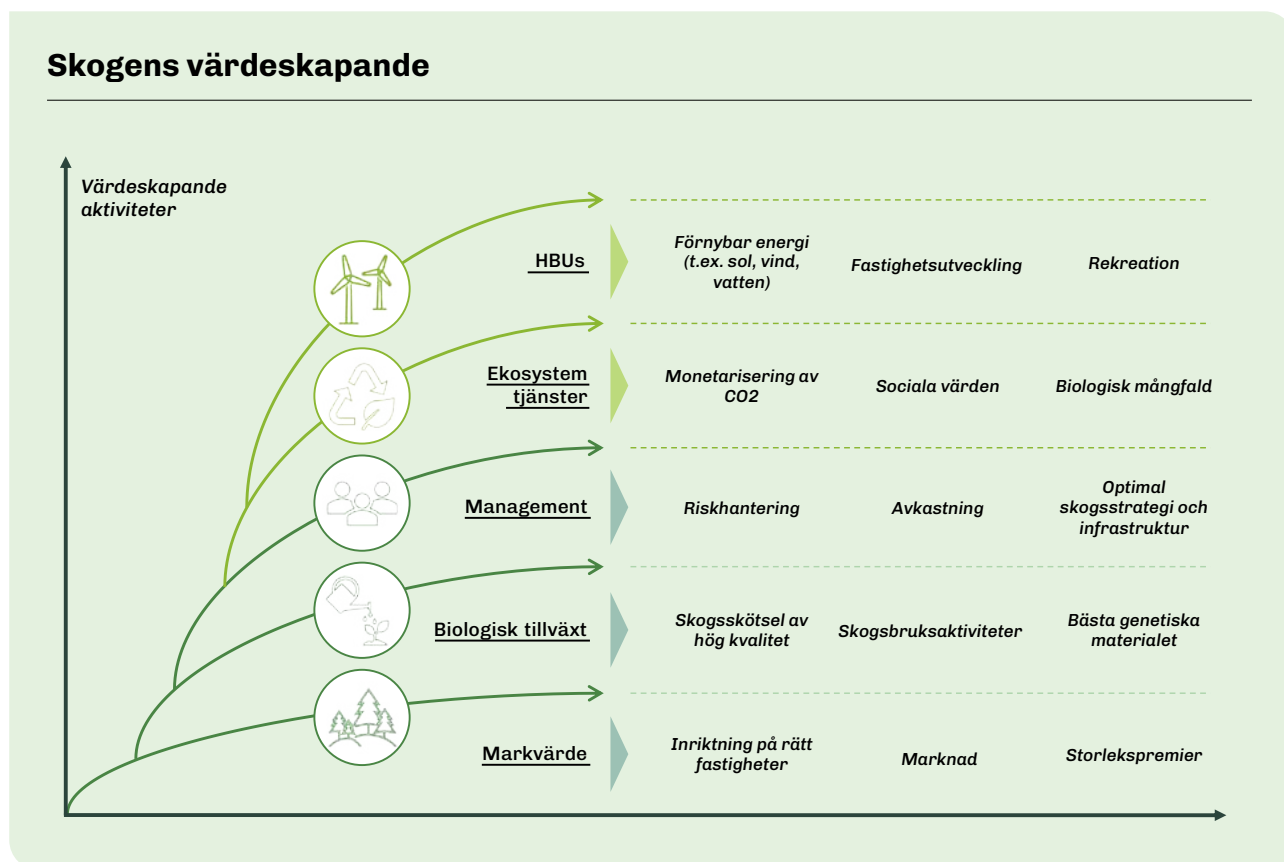 Skogens värdeskapande
Värdeskapande
aktiviteter
HBUs
Förnybar energi
(t.ex. sol, vind,
vatten)
Fastighetsutveckling
Rekreation
Ekosystem
tjänster
Monetarisering av
CO2
Sociala värden
Biologisk mångfald
Management
Riskhantering
Avkastning
Optimal
skogsstrategi och
infrastruktur
Biologisk tillväxt
Skogsskötsel av
hög kvalitet
Skogsbruksaktiviteter
Bästa genetiska
materialet
Markvärde
Inriktning på rätt
fastigheter
Marknad
Storlekspremier